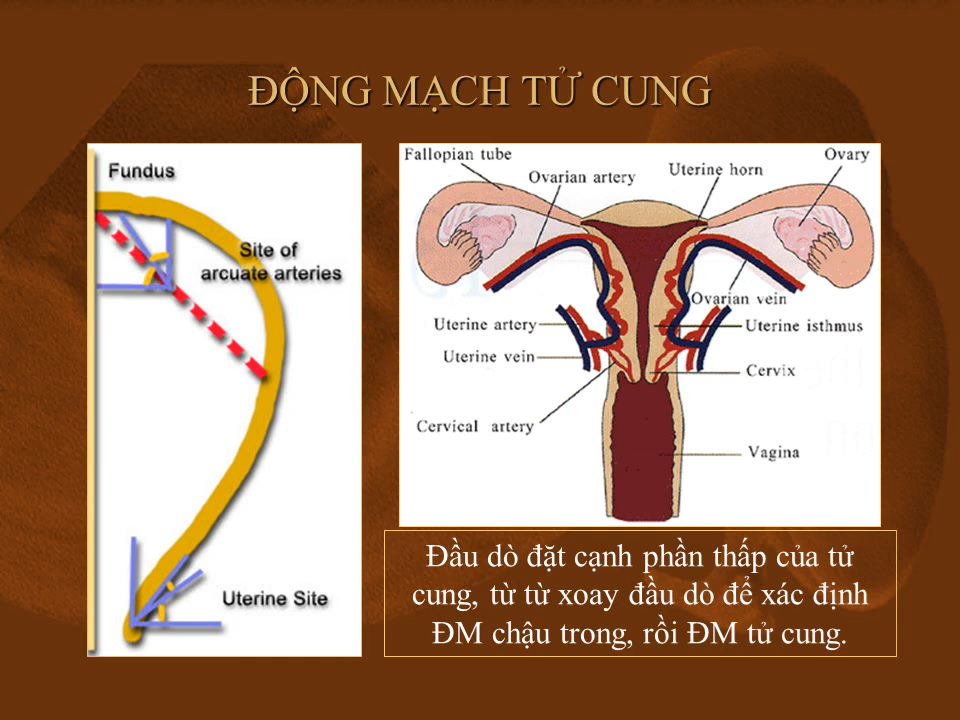 ĐỘNG MẠCH TỬ CUNG
Fundus
Site of
arcuate arteries
Uterine Site
Fallopian tube
Ovarian artery
Uterine horn
Ovary
Ovarian vein
Uterine artery
Uterine isthmus
Uterine vein
Cervix
Cervical artery
Vagina
Đầu dò đặt cạnh phần thấp của tử
cung, từ từ xoay đầu dò để xác định
ĐM chậu trong, rồi ĐM tử cung.